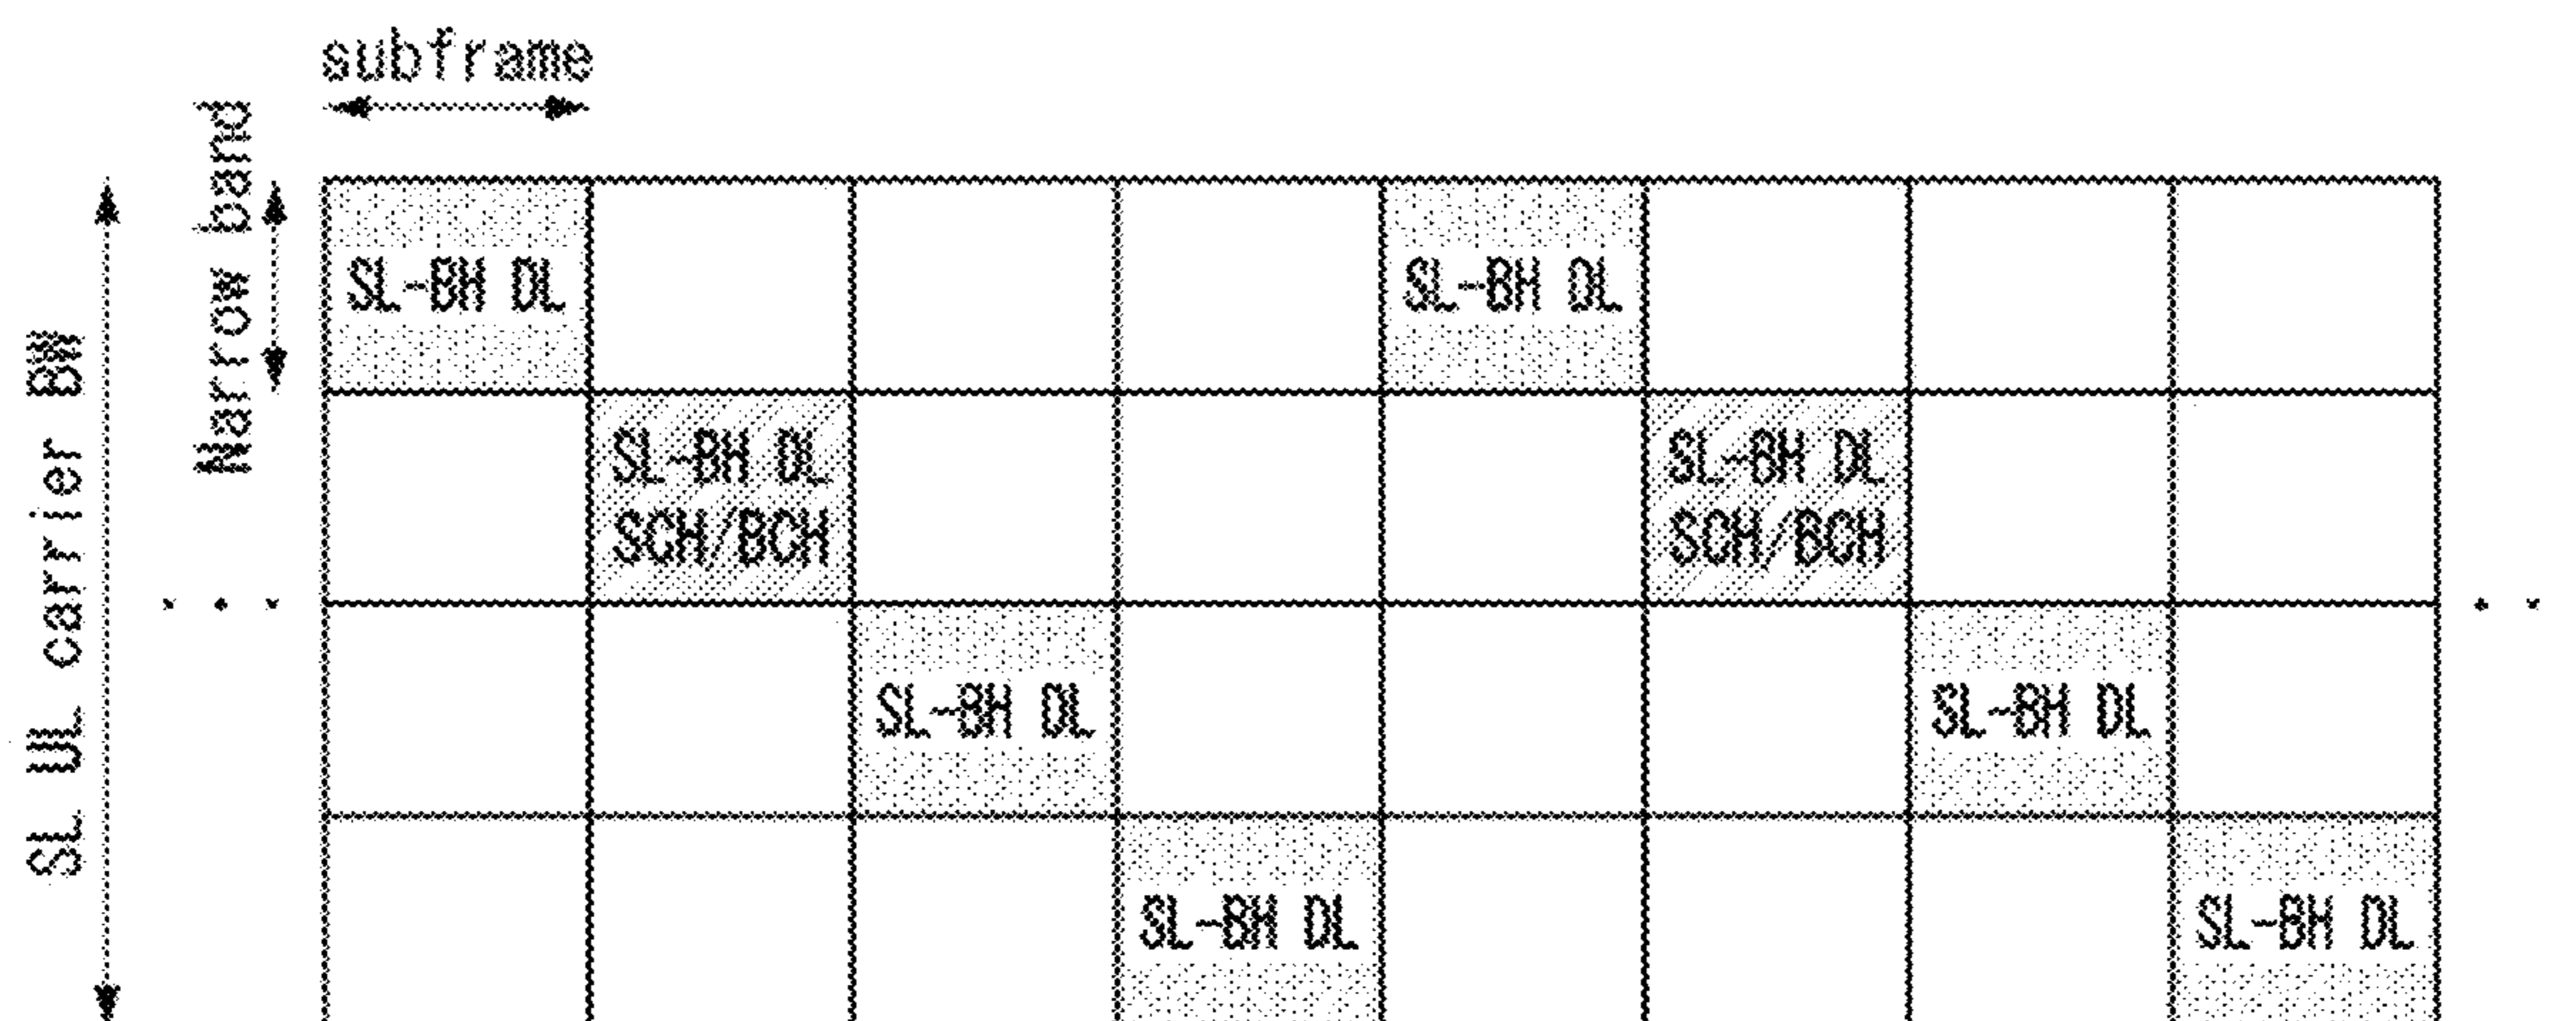 subframe
Narrow band
SL UL carrier BW
SL-BH DL
SL-BH DL
SL-BH DL
SCH/BCH
SL-BH DL
SCH/BCH
SL-BH DL
SL-BH DL
SL-BH DL
SL-BH DL